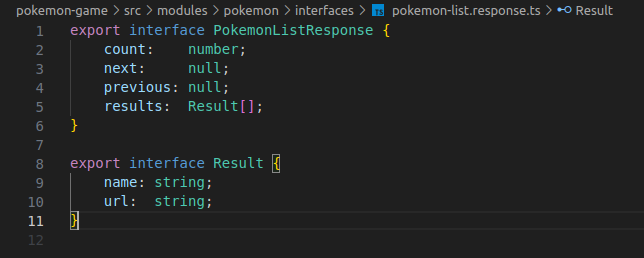 pokemon-game > src > modules > pokemon > interfaces > TS pokemon-list.response.ts > Result
1 export interface PokemonListResponse {
2     count:    number;
3     next:     null;
4     previous: null;
5     results:  Result[];
6 }
7
8 export interface Result {
9     name: string;
10     url:  string;
11 }
12